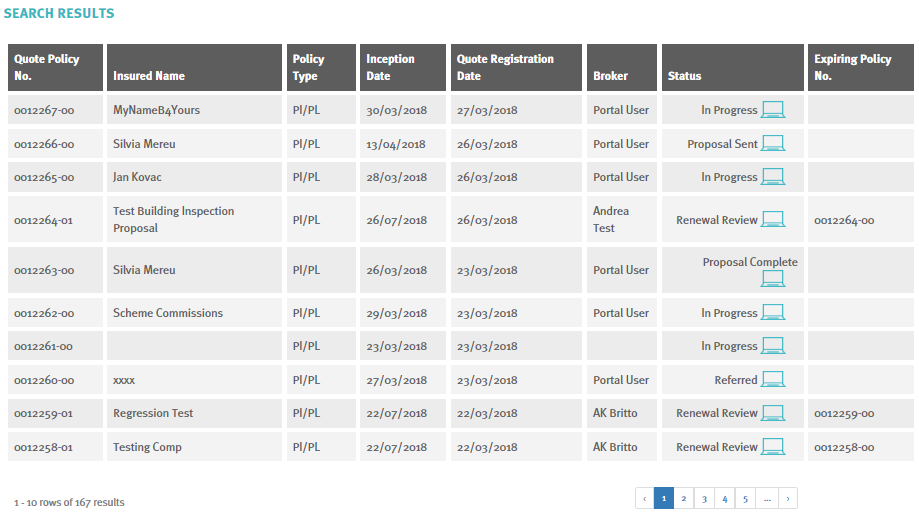 SEARCH RESULTS
Quote Policy No. Insured Name Policy Type Inception Date Quote Registration Date Broker Status Expiring Policy No.
0012267-00 MyNameB4Yours PI/PL 30/03/2018 27/03/2018 Portal User In Progress
0012266-00 Silvia Mereu PI/PL 13/04/2018 26/03/2018 Portal User Proposal Sent
0012265-00 Jan Kovac PI/PL 28/03/2018 26/03/2018 Portal User In Progress
0012264-01 Test Building Inspection Proposal PI/PL 26/07/2018 26/03/2018 Andrea Test Renewal Review 0012264-00
0012263-00 Silvia Mereu PI/PL 26/03/2018 23/03/2018 Portal User Proposal Complete
0012262-00 Scheme Commissions PI/PL 29/03/2018 23/03/2018 Portal User In Progress
0012261-00 PI/PL 23/03/2018 23/03/2018 In Progress
0012260-00 xxxx PI/PL 27/03/2018 23/03/2018 Portal User Referred
0012259-01 Regression Test PI/PL 22/07/2018 22/03/2018 AK Britto Renewal Review 0012259-00
0012258-01 Testing Comp PI/PL 22/07/2018 22/03/2018 AK Britto Renewal Review 0012258-00
1 - 10 rows of 167 results
‹ 1 2 3 4 5 ... ›